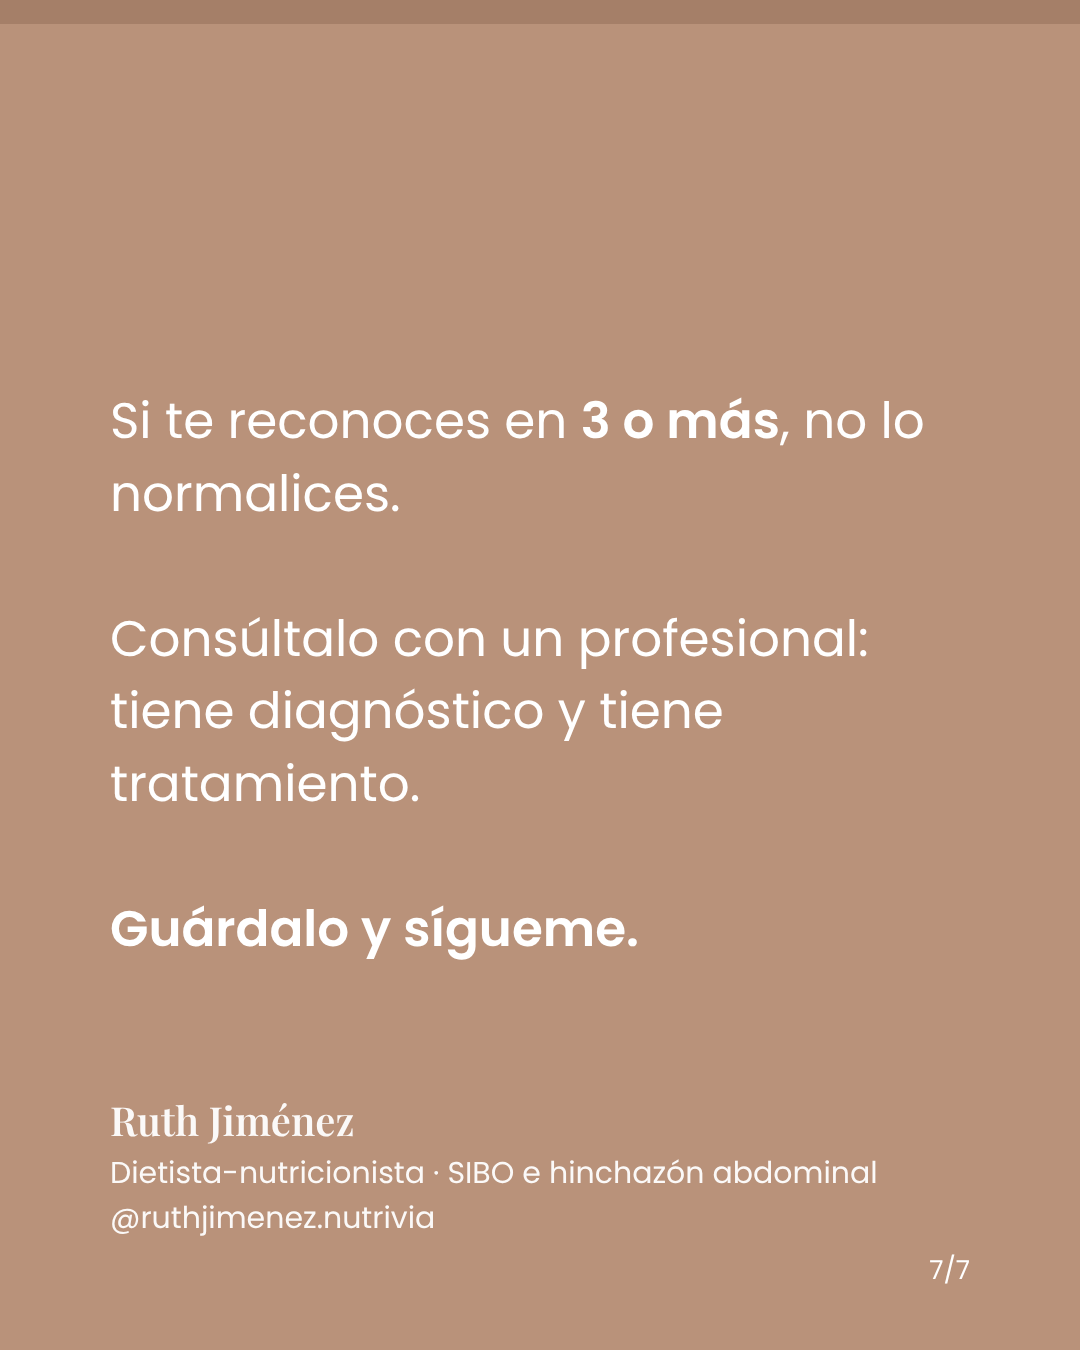 Si te reconoces en 3 o más, no lo
normalices.
Consúltalo con un profesional:
tiene diagnóstico y tiene
tratamiento.
Guárdalo y sígueme.
Ruth Jiménez
Dietista-nutricionista · SIBO e hinchazón abdominal
@ruthjimenez.nutrivia
7/7